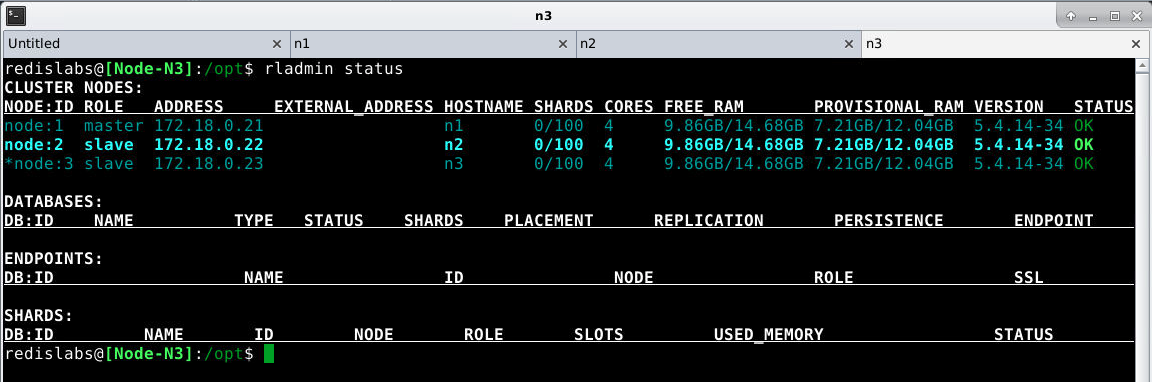 n3
Untitled n1 n2 n3
redislabs@[Node-N3]:/opt$ rladmin status
CLUSTER NODES:
NODE:ID ROLE ADDRESS EXTERNAL_ADDRESS HOSTNAME SHARDS CORES FREE_RAM PROVISIONAL_RAM VERSION STATUS
node:1 master 172.18.0.21 n1 0/100 4 9.86GB/14.68GB 7.21GB/12.04GB 5.4.14-34 OK
node:2 slave 172.18.0.22 n2 0/100 4 9.86GB/14.68GB 7.21GB/12.04GB 5.4.14-34 OK
*node:3 slave 172.18.0.23 n3 0/100 4 9.86GB/14.68GB 7.21GB/12.04GB 5.4.14-34 OK
DATABASES:
DB:ID NAME TYPE STATUS SHARDS PLACEMENT REPLICATION PERSISTENCE ENDPOINT
ENDPOINTS:
DB:ID NAME ID NODE ROLE SSL
SHARDS:
DB:ID NAME ID NODE ROLE SLOTS USED_MEMORY STATUS
redislabs@[Node-N3]:/opt$